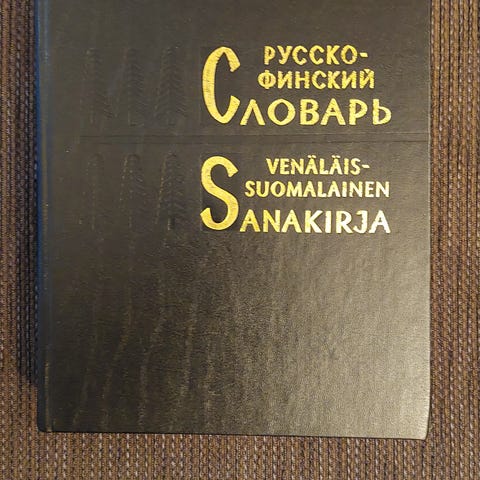 РУССКО-
ФИНСКИЙ
СЛОВАРЬ
VENÄLÄIS-
SUOMALAINEN
SANAKIRJA